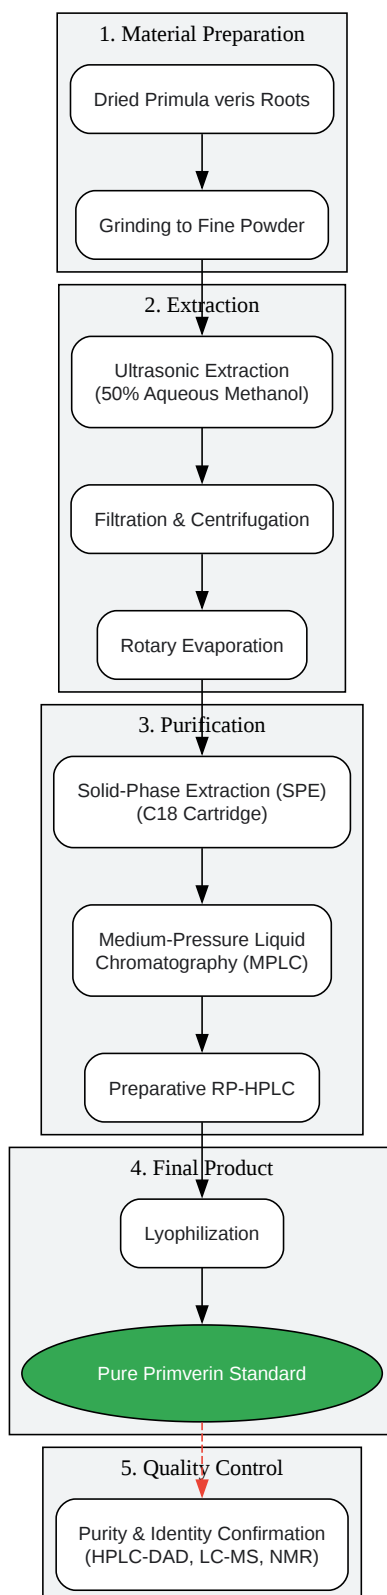 1. Material Preparation
Dried Primula veris Roots
Grinding to Fine Powder
2. Extraction
Ultrasonic Extraction
(50% Aqueous Methanol)
Filtration & Centrifugation
Rotary Evaporation
3. Purification
Solid-Phase Extraction (SPE)
(C18 Cartridge)
Medium-Pressure Liquid
Chromatography (MPLC)
Preparative RP-HPLC
4. Final Product
Lyophilization
Pure Primverin Standard
5. Quality Control
Purity & Identity Confirmation
(HPLC-DAD, LC-MS, NMR)